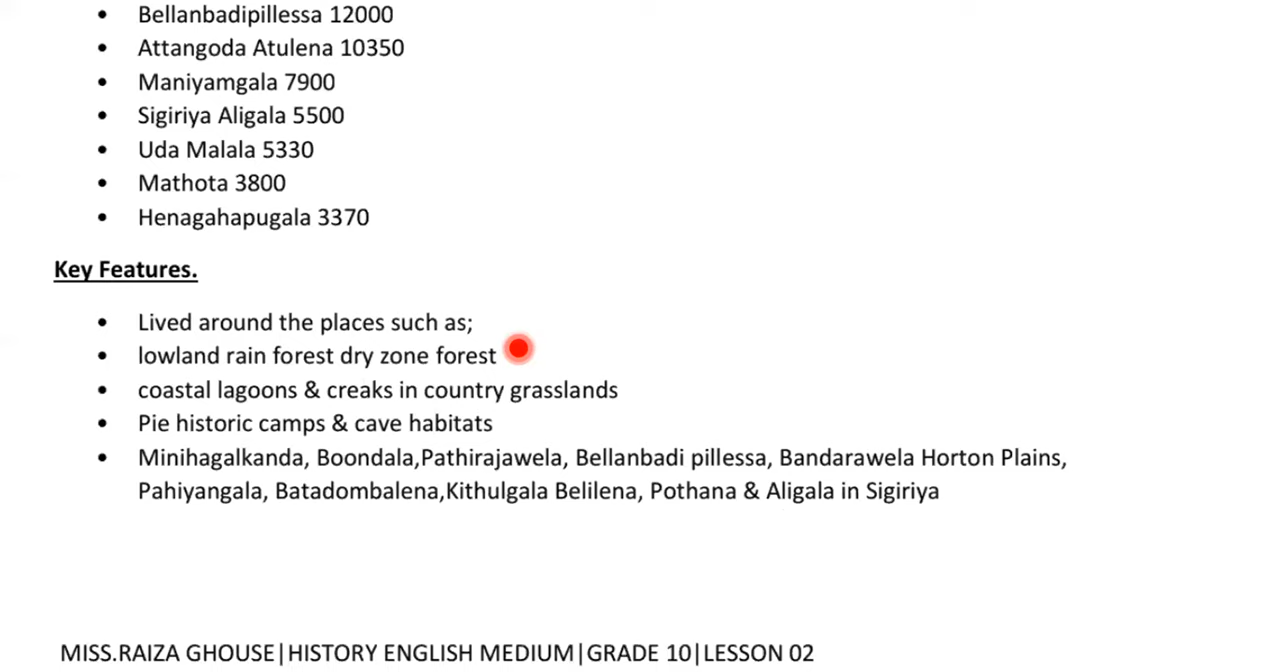 • Bellanbadipillessa 12000
• Attangoda Atulena 10350
• Maniyamgala 7900
• Sigiriya Aligala 5500
• Uda Malala 5330
• Mathota 3800
• Henagahapugala 3370
Key Features.
• Lived around the places such as;
• lowland rain forest dry zone forest
• coastal lagoons & creaks in country grasslands
• Pie historic camps & cave habitats
• Minihagalkanda, Boondala,Pathirajawela, Bellanbadi pillessa, Bandarawela Horton Plains,
Pahiyangala, Batadombalena,Kithulgala Belilena, Pothana & Aligala in Sigiriya
MISS.RAIZA GHOUSE|HISTORY ENGLISH MEDIUM|GRADE 10|LESSON 02